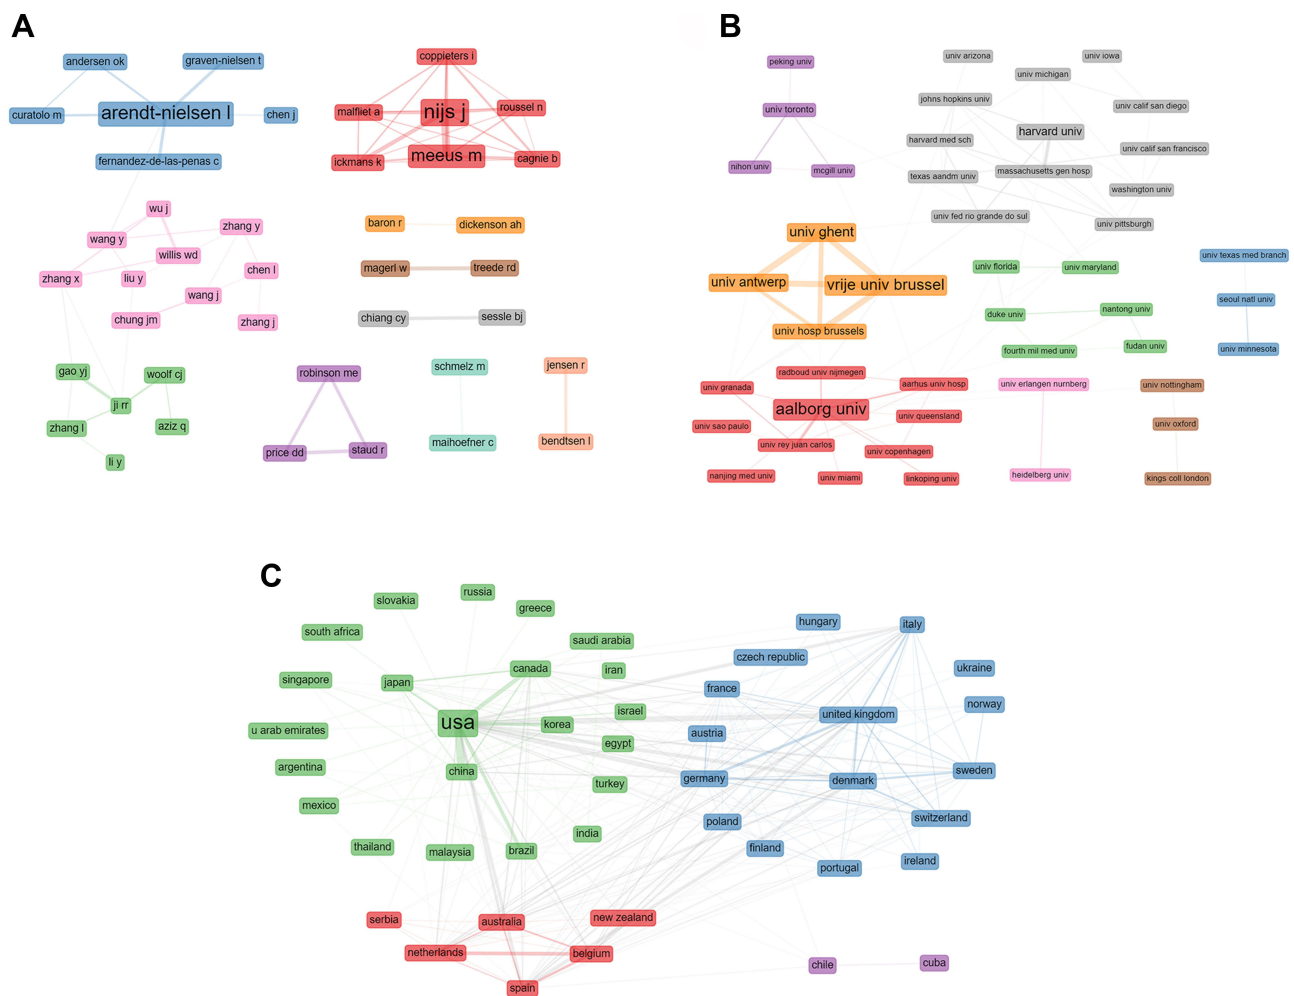 A
andersen ok
graven-nielsen t
curatolo m
arendt-nielsen l
chen j
fernandez-de-las-penas c
coppieters i
malfliet a
nijs j
roussel n
ickmans k
meeus m
cagnie b
wu j
wang y
zhang y
willis wd
zhang x
liu y
chen l
wang j
chung jm
zhang j
baron r
dickenson ah
magerl w
treede rd
chiang cy
sessle bj
gao yj
woolf cj
ji rr
zhang l
aziz q
li y
robinson me
price dd
staud r
schmelz m
maihoefner c
jensen r
bendtsen l
B
peking univ
univ toronto
nihon univ
mcgill univ
univ arizona
univ iowa
univ michigan
johns hopkins univ
univ calif san diego
harvard univ
harvard med sch
univ calif san francisco
massachusetts gen hosp
texas aandm univ
washington univ
univ fed rio grande do sul
univ pittsburgh
univ ghent
univ antwerp
vrije univ brussel
univ hosp brussels
univ florida
univ maryland
duke univ
nantong univ
fourth mil med univ
fudan univ
univ texas med branch
seoul natl univ
univ minnesota
radboud univ nijmegen
univ granada
aarhus univ hosp
aalborg univ
univ queensland
univ sao paulo
univ rey juan carlos
univ copenhagen
nanjing med univ
univ miami
linkoping univ
univ erlangen nurnberg
heidelberg univ
univ nottingham
univ oxford
kings coll london
C
slovakia
russia
greece
south africa
saudi arabia
canada
iran
singapore
japan
israel
usa
korea
u arab emirates
egypt
argentina
china
turkey
mexico
india
thailand
malaysia
brazil
hungary
italy
czech republic
ukraine
france
norway
united kingdom
austria
germany
denmark
sweden
poland
switzerland
finland
portugal
ireland
serbia
australia
new zealand
netherlands
belgium
spain
chile
cuba